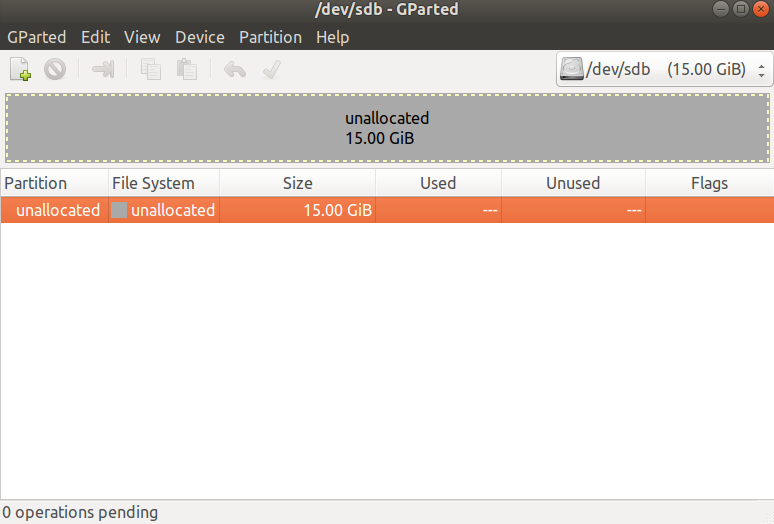 /dev/sdb - GParted
GParted Edit View Device Partition Help
/dev/sdb (15.00 GiB)
unallocated
15.00 GiB
Partition File System Size Used Unused Flags
unallocated unallocated 15.00 GiB --- ---
0 operations pending